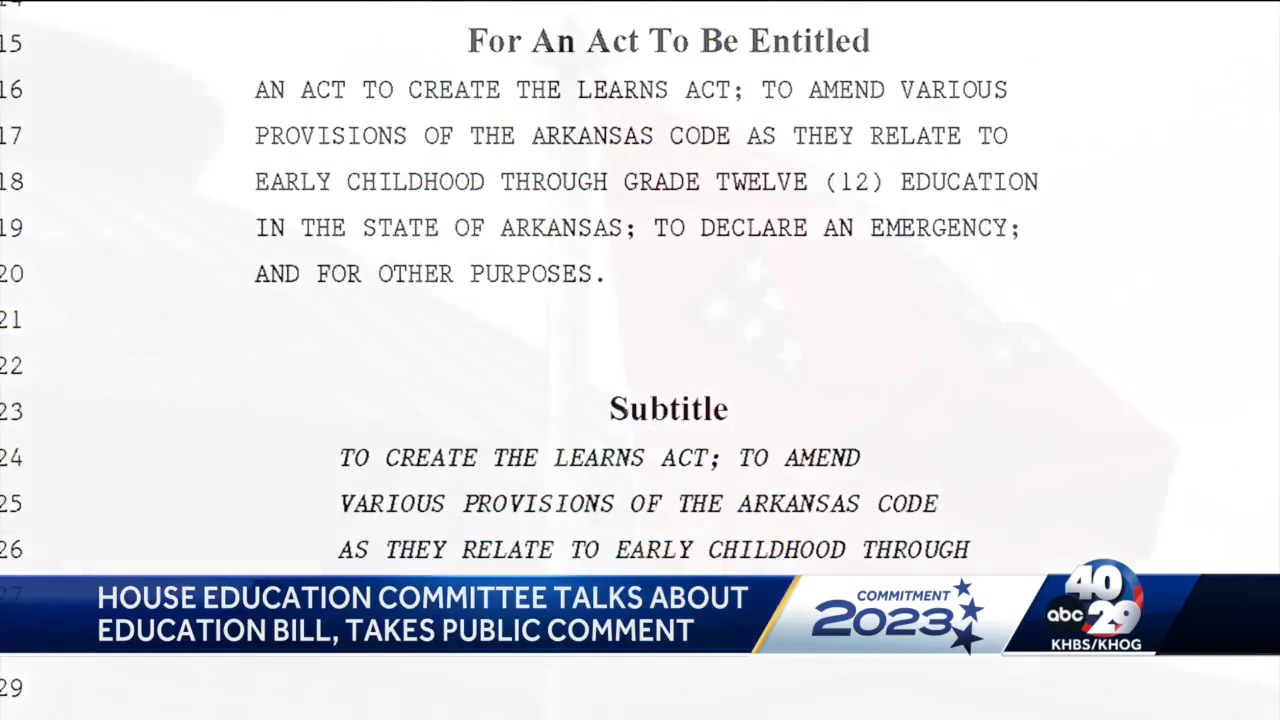 15 For An Act To Be Entitled
16 AN ACT TO CREATE THE LEARNS ACT; TO AMEND VARIOUS
17 PROVISIONS OF THE ARKANSAS CODE AS THEY RELATE TO
18 EARLY CHILDHOOD THROUGH GRADE TWELVE (12) EDUCATION
19 IN THE STATE OF ARKANSAS; TO DECLARE AN EMERGENCY;
20 AND FOR OTHER PURPOSES.
21
22
23 Subtitle
24 TO CREATE THE LEARNS ACT; TO AMEND
25 VARIOUS PROVISIONS OF THE ARKANSAS CODE
26 AS THEY RELATE TO EARLY CHILDHOOD THROUGH
27
HOUSE EDUCATION COMMITTEE TALKS ABOUT
EDUCATION BILL, TAKES PUBLIC COMMENT
COMMITMENT
2023
40
abc 29
KHBS/KHOG
29